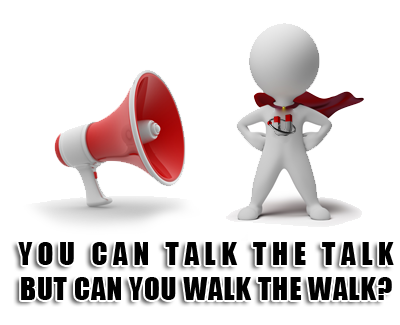 YOU CAN TALK THE TALK
BUT CAN YOU WALK THE WALK?